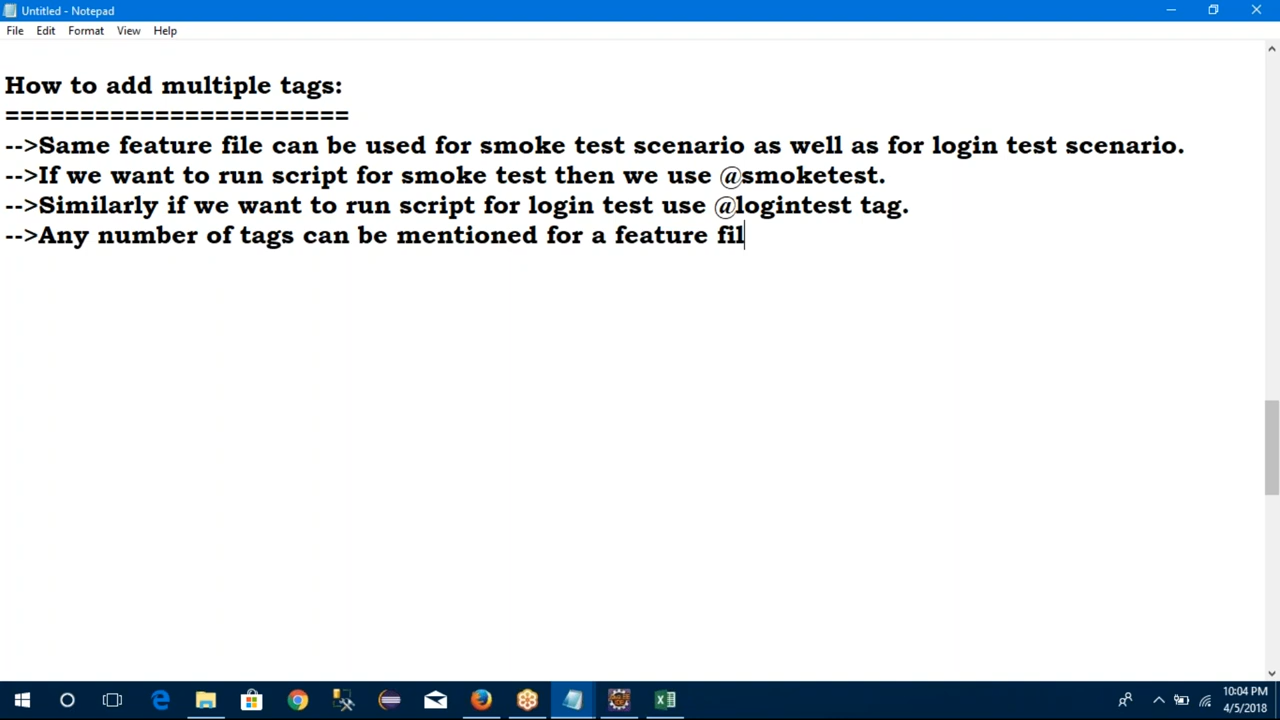 Untitled - Notepad
File Edit Format View Help
How to add multiple tags:
=======================
-->Same feature file can be used for smoke test scenario as well as for login test scenario.
-->If we want to run script for smoke test then we use @smoketest.
-->Similarly if we want to run script for login test use @logintest tag.
-->Any number of tags can be mentioned for a feature fil
10:04 PM
4/5/2018